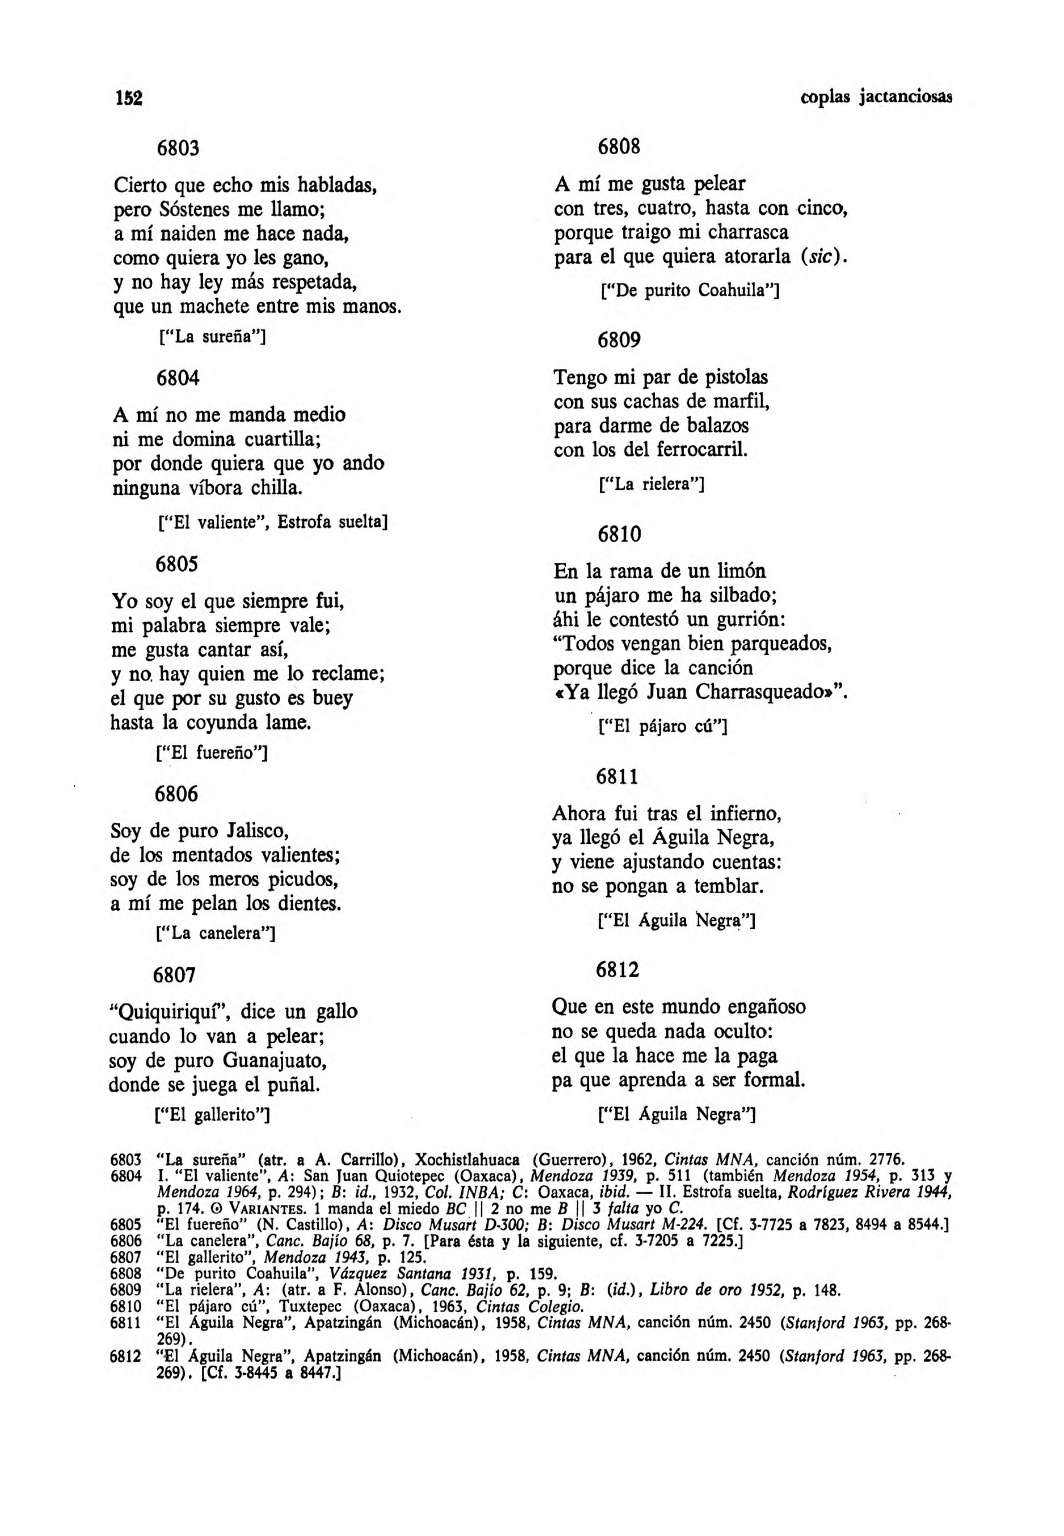 152
coplas jactanciosas
6803
Cierto que echo mis habladas,
pero Sóstenes me llamo;
a mí naiden me hace nada,
como quiera yo les gano,
y no hay ley más respetada,
que un machete entre mis manos.
["La sureña"]
6804
A mí no me manda medio
ni me domina cuartilla;
por donde quiera que yo ando
ninguna víbora chilla.
["El valiente", Estrofa suelta]
6805
Yo soy el que siempre fui,
mi palabra siempre vale;
me gusta cantar así,
y no hay quien me lo reclame;
el que por su gusto es buey
hasta la coyunda lame.
["El fuereño"]
6806
Soy de puro Jalisco,
de los mentados valientes;
soy de los meros picudos,
a mí me pelan los dientes.
["La canelera"]
6807
"Quiquiriquí", dice un gallo
cuando lo van a pelear;
soy de puro Guanajuato,
donde se juega el puñal.
["El gallerito"]
6808
A mí me gusta pelear
con tres, cuatro, hasta con cinco,
porque traigo mi charrasca
para el que quiera atorarla (sic).
["De purito Coahuila"]
6809
Tengo mi par de pistolas
con sus cachas de marfil,
para darme de balazos
con los del ferrocarril.
["La rielera"]
6810
En la rama de un limón
un pájaro me ha silbado;
áhi le contestó un gurrión:
"Todos vengan bien parqueados,
porque dice la canción
«Ya llegó Juan Charrasqueado»".
["El pájaro cú"]
6811
Ahora fui tras el infierno,
ya llegó el Águila Negra,
y viene ajustando cuentas:
no se pongan a temblar.
["El Águila Negra"]
6812
Que en este mundo engañoso
no se queda nada oculto:
el que la hace me la paga
pa que aprenda a ser formal.
["El Águila Negra"]
6803 "La sureña" (atr. a A. Carrillo), Xochistlahuaca (Guerrero), 1962, Cintas MNA, canción núm. 2776.
6804 I. "El valiente", A: San Juan Quiotepec (Oaxaca), Mendoza 1939, p. 511 (también Mendoza 1954, p. 313 y
Mendoza 1964, p. 294); B: id., 1932, Col. INBA; C: Oaxaca, ibid. — II. Estrofa suelta, Rodríguez Rivera 1944,
p. 174. ⊙ VARIANTES. 1 manda el miedo BC || 2 no me B || 3 falta yo C.
6805 "El fuereño" (N. Castillo), A: Disco Musart D-300; B: Disco Musart M-224. [Cf. 3-7725 a 7823, 8494 a 8544.]
6806 "La canelera", Canc. Bajío 68, p. 7. [Para ésta y la siguiente, cf. 3-7205 a 7225.]
6807 "El gallerito", Mendoza 1943, p. 125.
6808 "De purito Coahuila", Vázquez Santana 1931, p. 159.
6809 "La rielera", A: (atr. a F. Alonso), Canc. Bajío 62, p. 9; B: (id.), Libro de oro 1952, p. 148.
6810 "El pájaro cú", Tuxtepec (Oaxaca), 1963, Cintas Colegio.
6811 "El Águila Negra", Apatzingán (Michoacán), 1958, Cintas MNA, canción núm. 2450 (Stanford 1963, pp. 268-
269).
6812 "El Águila Negra", Apatzingán (Michoacán), 1958, Cintas MNA, canción núm. 2450 (Stanford 1963, pp. 268-
269). [Cf. 3-8445 a 8447.]